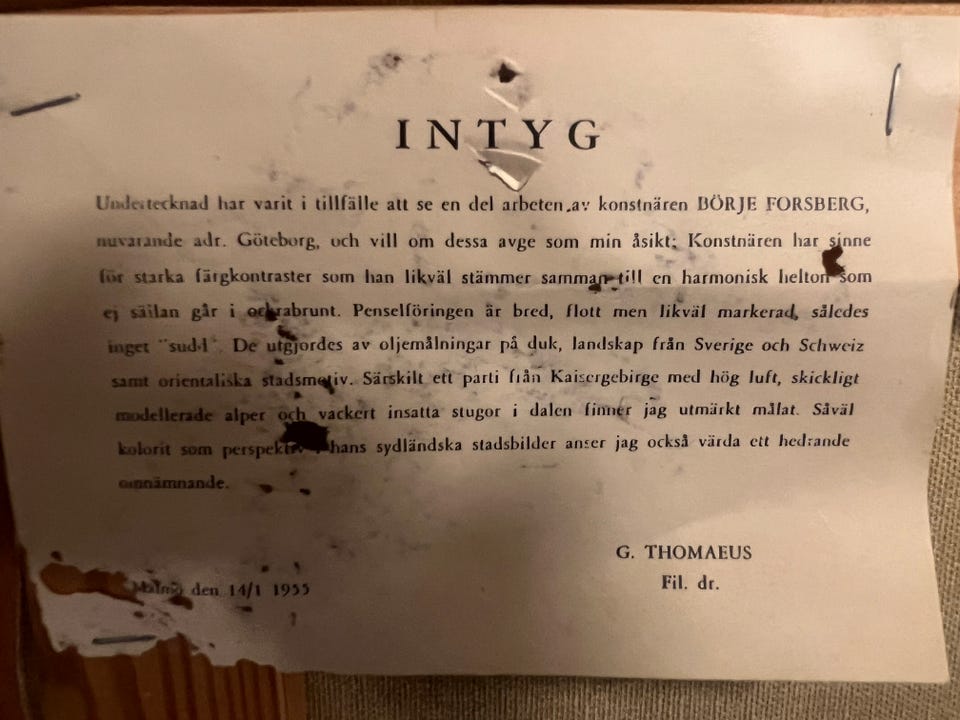 INTYG
Undertecknad har varit i tillfälle att se en del arbeten av konstnären BÖRJE FORSBERG,
nuvarande adr. Göteborg, och vill om dessa avge som min åsikt: Konstnären har sinne
för starka färgkontraster som han likväl stämmer samman till en harmonisk helton som
ej sällan går i ockrabrunt. Penselföringen är bred, flott men likväl markerad, således
inget "sudd". De utgjordes av oljemålningar på duk, landskap från Sverige och Schweiz
samt orientaliska stadsmotiv. Särskilt ett parti från Kaisergebirge med hög luft, skickligt
modellerade alper och vackert insatta stugor i dalen finner jag utmärkt målat. Såväl
kolorit som perspektiv i hans sydländska stadsbilder anser jag också värda ett hedrande
omnämnande.
G. THOMAEUS
Fil. dr.
Malmö den 14/1 1955